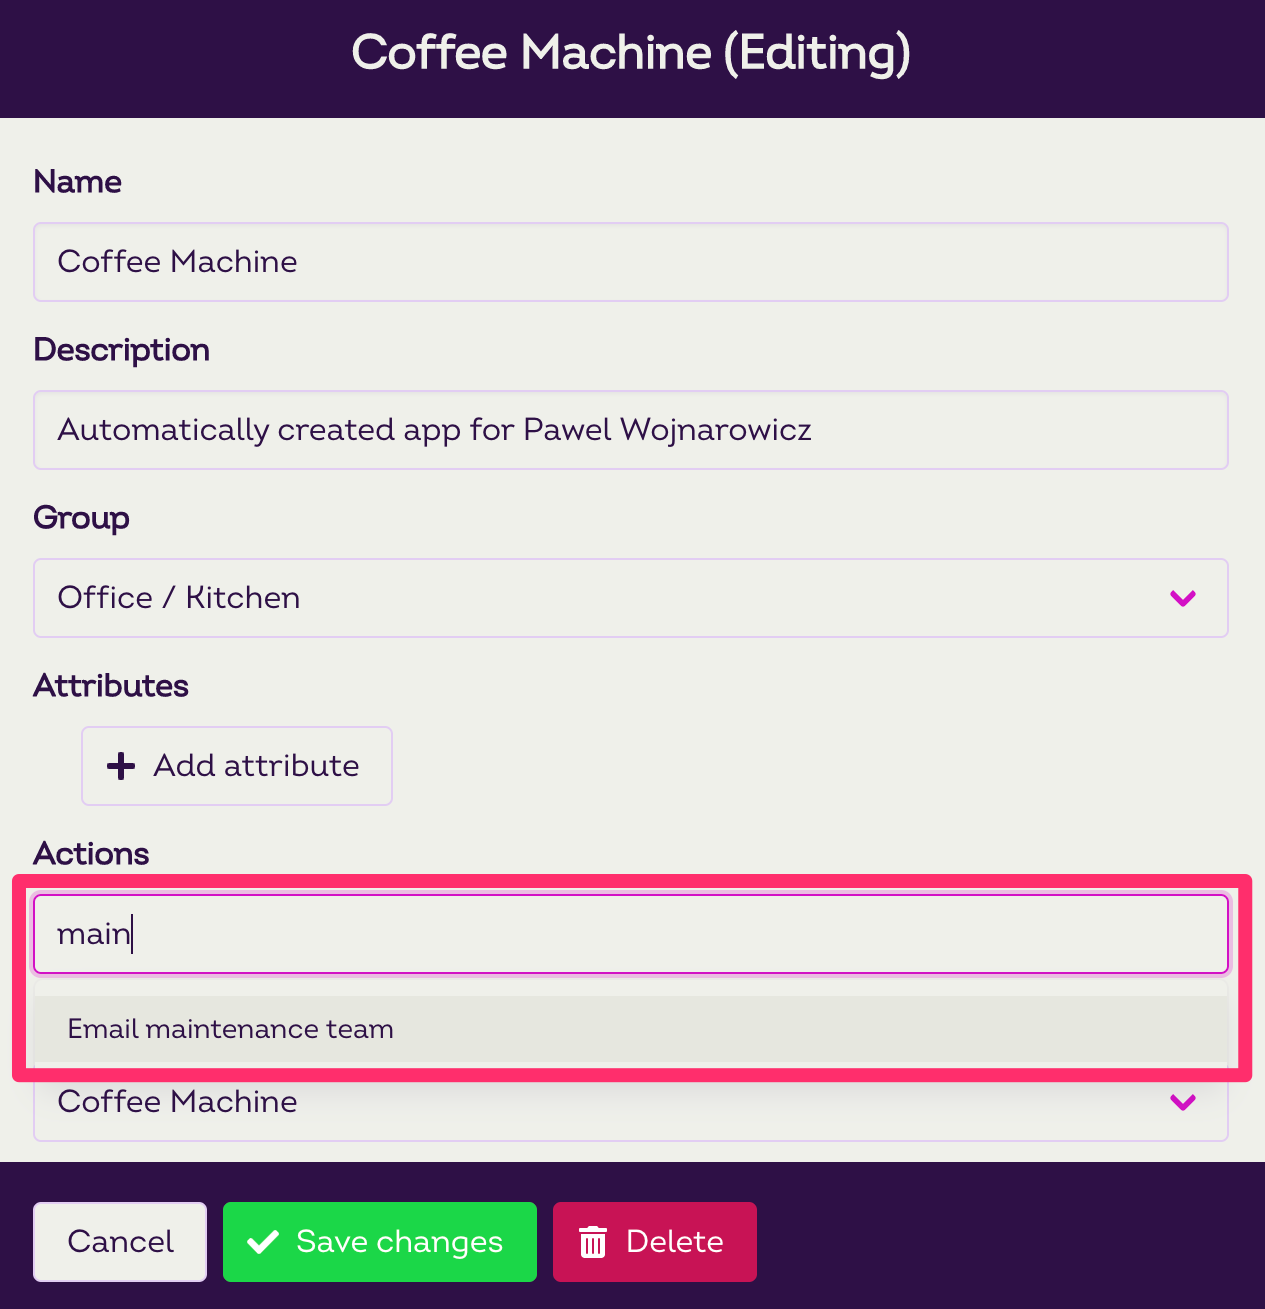 Coffee Machine (Editing)
Name
Coffee Machine
Description
Automatically created app for Pawel Wojnarowicz
Group
Office / Kitchen
Attributes
Add attribute
Actions
main
Email maintenance team
Coffee Machine
Cancel
Save changes
Delete